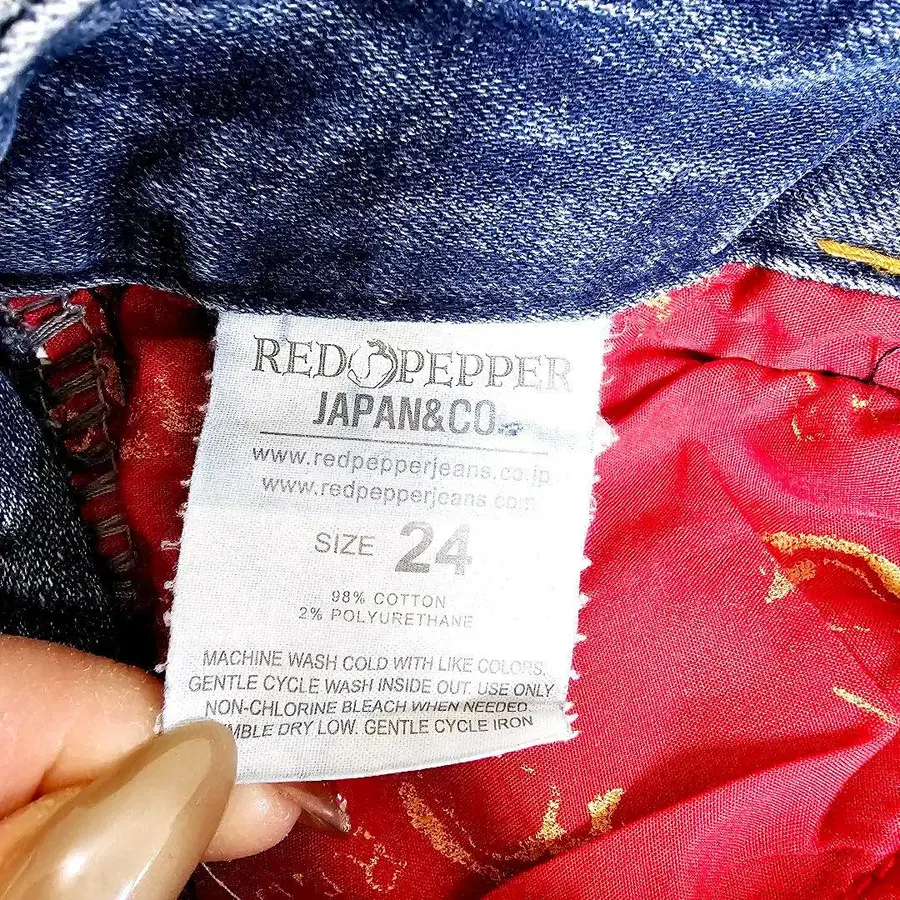 RED PEPPER
JAPAN&CO.
www.redpepperjeans.co.jp
www.redpepperjeans.com
SIZE 24
98% COTTON
2% POLYURETHANE
MACHINE WASH COLD WITH LIKE COLORS.
GENTLE CYCLE WASH INSIDE OUT. USE ONLY
NON-CHLORINE BLEACH WHEN NEEDED.
MBLE DRY LOW. GENTLE CYCLE IRON